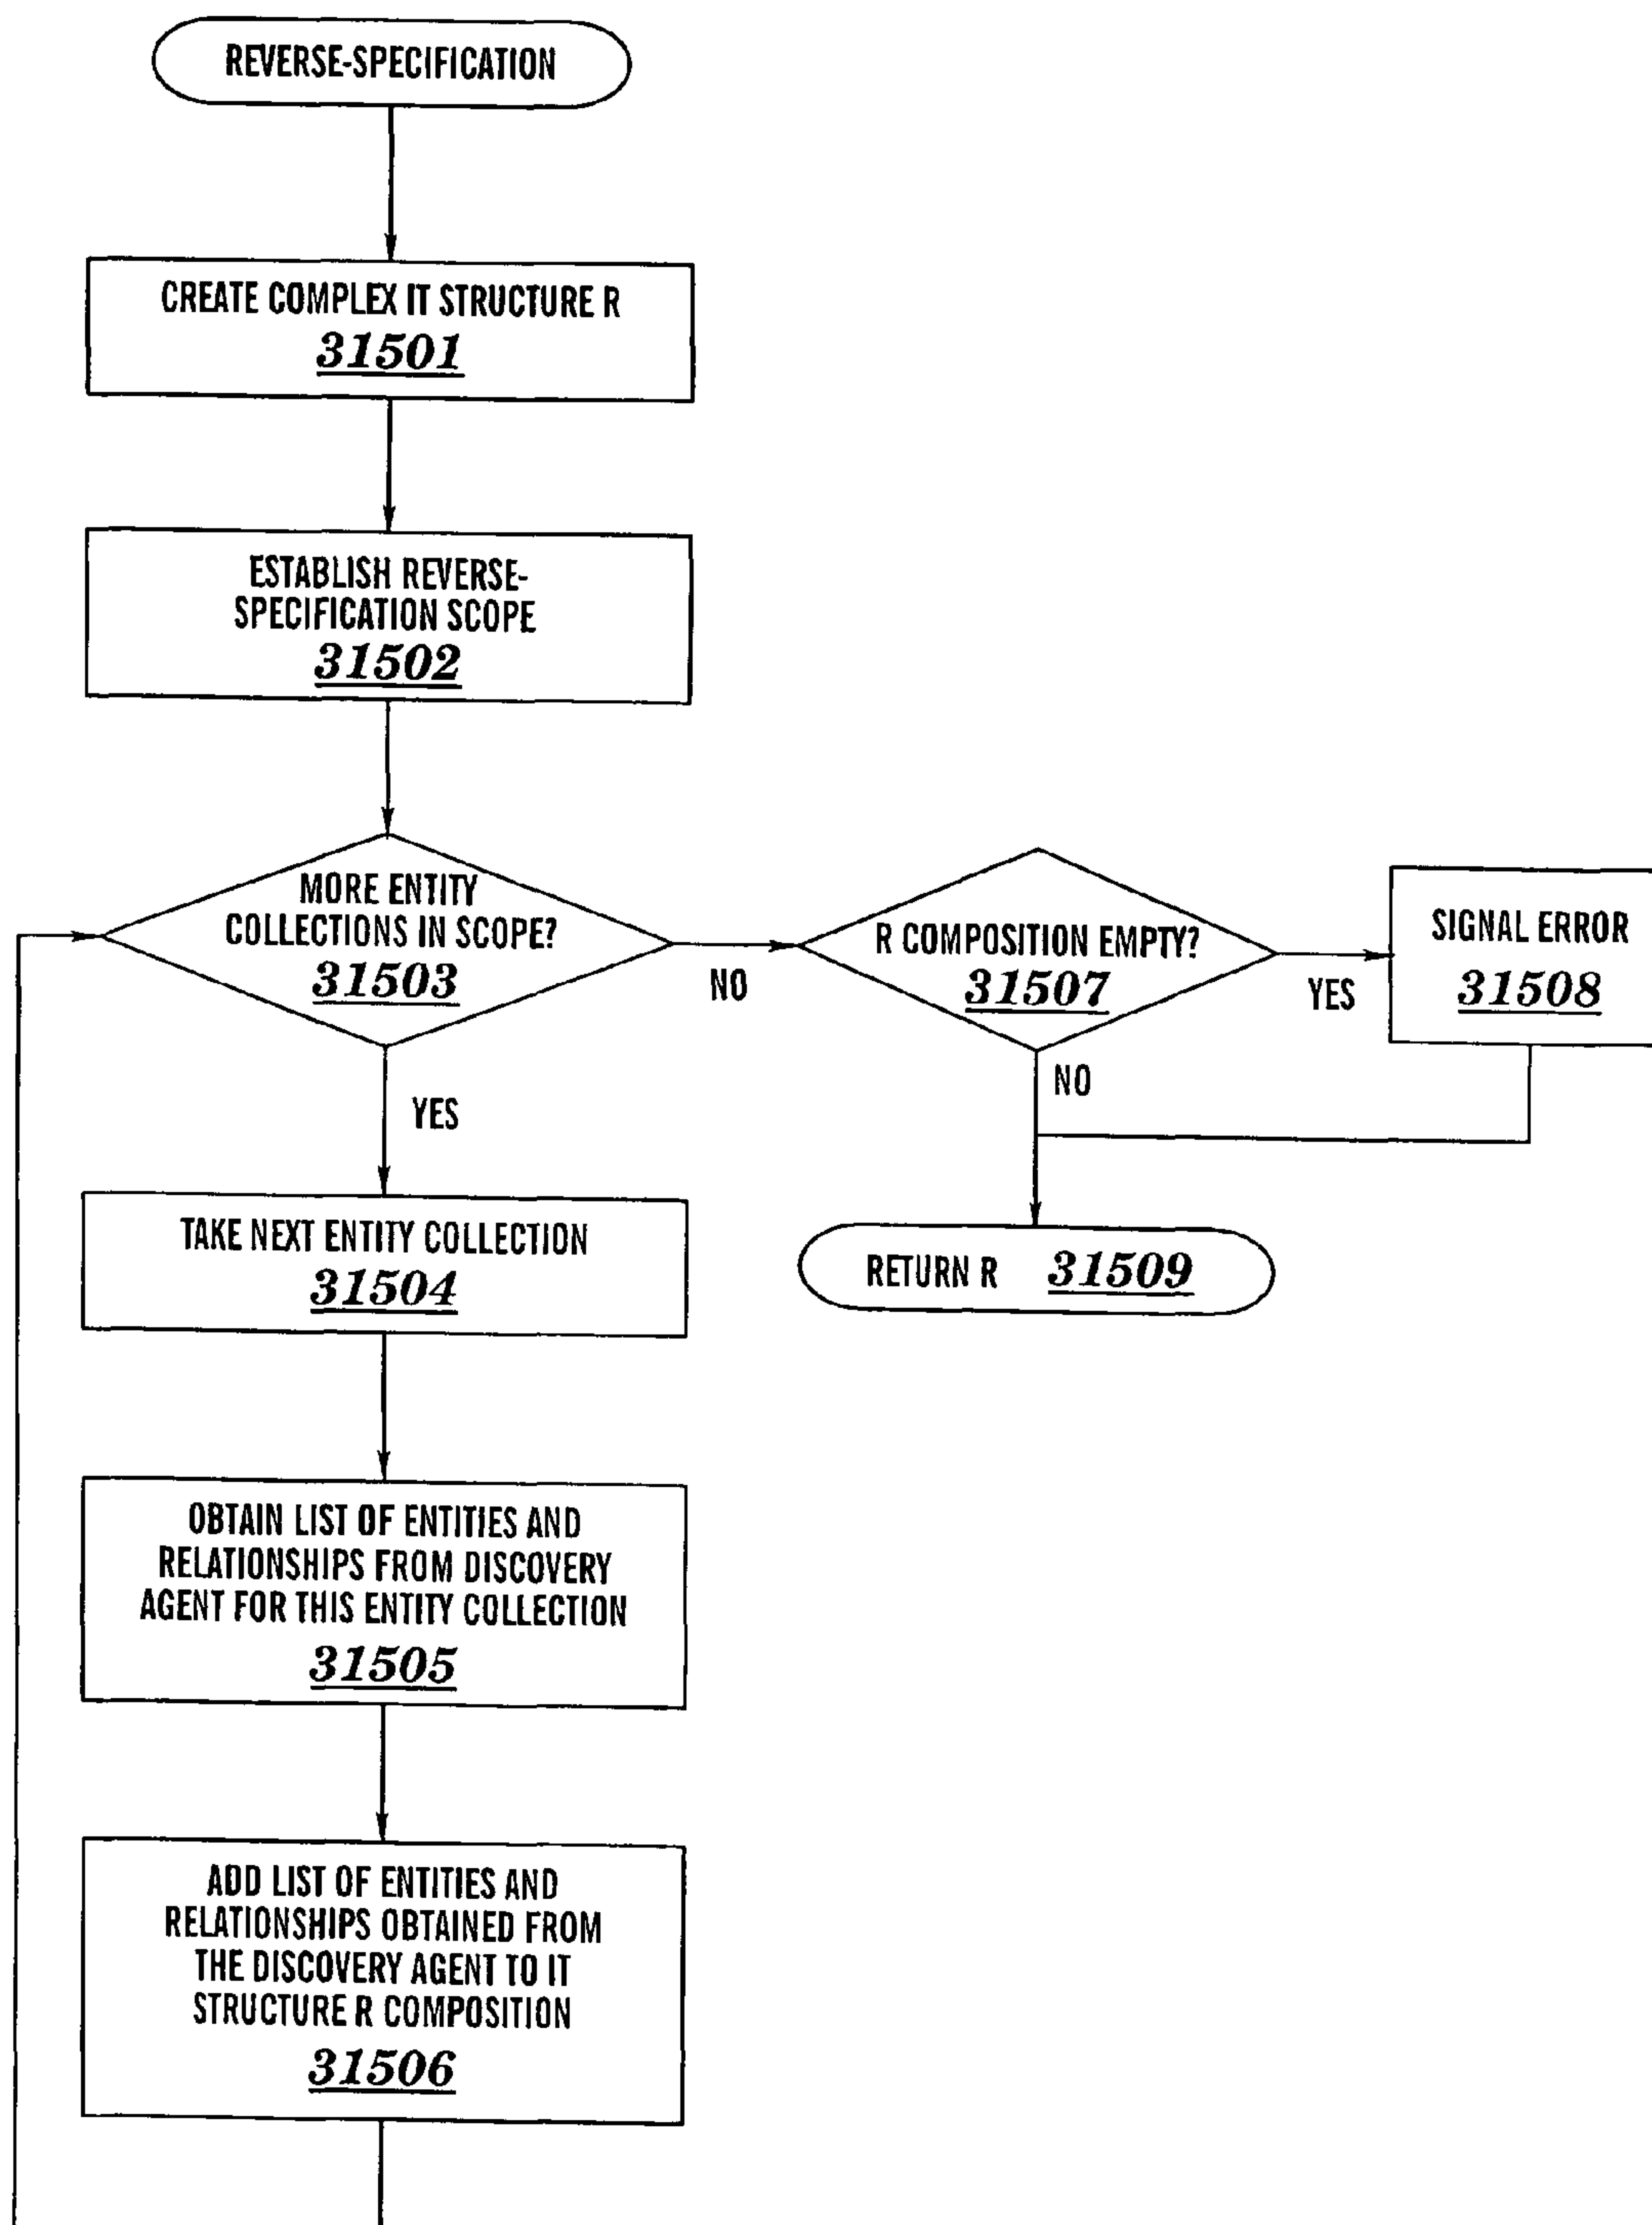 REVERSE-SPECIFICATION
CREATE COMPLEX IT STRUCTURE R
31501
ESTABLISH REVERSE-
SPECIFICATION SCOPE
31502
MORE ENTITY
COLLECTIONS IN SCOPE?
31503
NO
R COMPOSITION EMPTY?
31507
YES
SIGNAL ERROR
31508
NO
YES
TAKE NEXT ENTITY COLLECTION
31504
RETURN R 31509
OBTAIN LIST OF ENTITIES AND
RELATIONSHIPS FROM DISCOVERY
AGENT FOR THIS ENTITY COLLECTION
31505
ADD LIST OF ENTITIES AND
RELATIONSHIPS OBTAINED FROM
THE DISCOVERY AGENT TO IT
STRUCTURE R COMPOSITION
31506